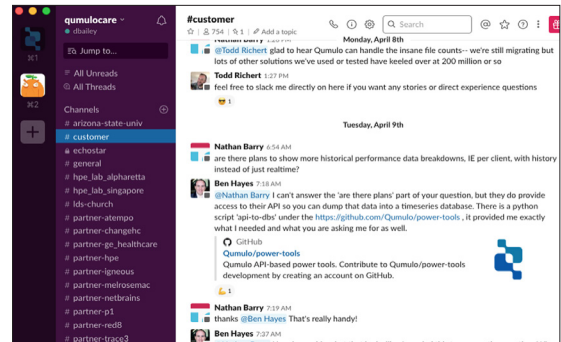 qumulocare
dbailey
Jump to...
All Unreads
All Threads
Channels
# arizona-state-univ
# customer
echostar
# general
# hpe_lab_alpharetta
# hpe_lab_singapore
# lds-church
# partner-atempo
# partner-changehc
# partner-ge_healthcare
# partner-hpe
# partner-igneous
# partner-melrosemac
# partner-netbrains
# partner-p1
# partner-red8
# partner-trace3
⌘1
⌘2
#customer
754 | 1 | Add a topic
Search
Nathan Barry 1:26 PM
Monday, April 8th
@Todd Richert glad to hear Qumulo can handle the insane file counts-- we're still migrating but
lots of other solutions we've used or tested have keeled over at 200 million or so
Todd Richert 1:27 PM
feel free to slack me directly on here if you want any stories or direct experience questions
1
Tuesday, April 9th
Nathan Barry 6:54 AM
are there plans to show more historical performance data breakdowns, IE per client, with history
instead of just realtime?
Ben Hayes 7:18 AM
@Nathan Barry I can't answer the 'are there plans' part of your question, but they do provide
access to their API so you can dump that data into a timeseries database. There is a python
script 'api-to-dbs' under the https://github.com/Qumulo/power-tools , it provided me exactly
what I needed and what you are asking me for as well.
GitHub
Qumulo/power-tools
Qumulo API-based power tools. Contribute to Qumulo/power-tools
development by creating an account on GitHub.
1
Nathan Barry 7:19 AM
thanks @Ben Hayes That's really handy!
Ben Hayes 7:37 AM